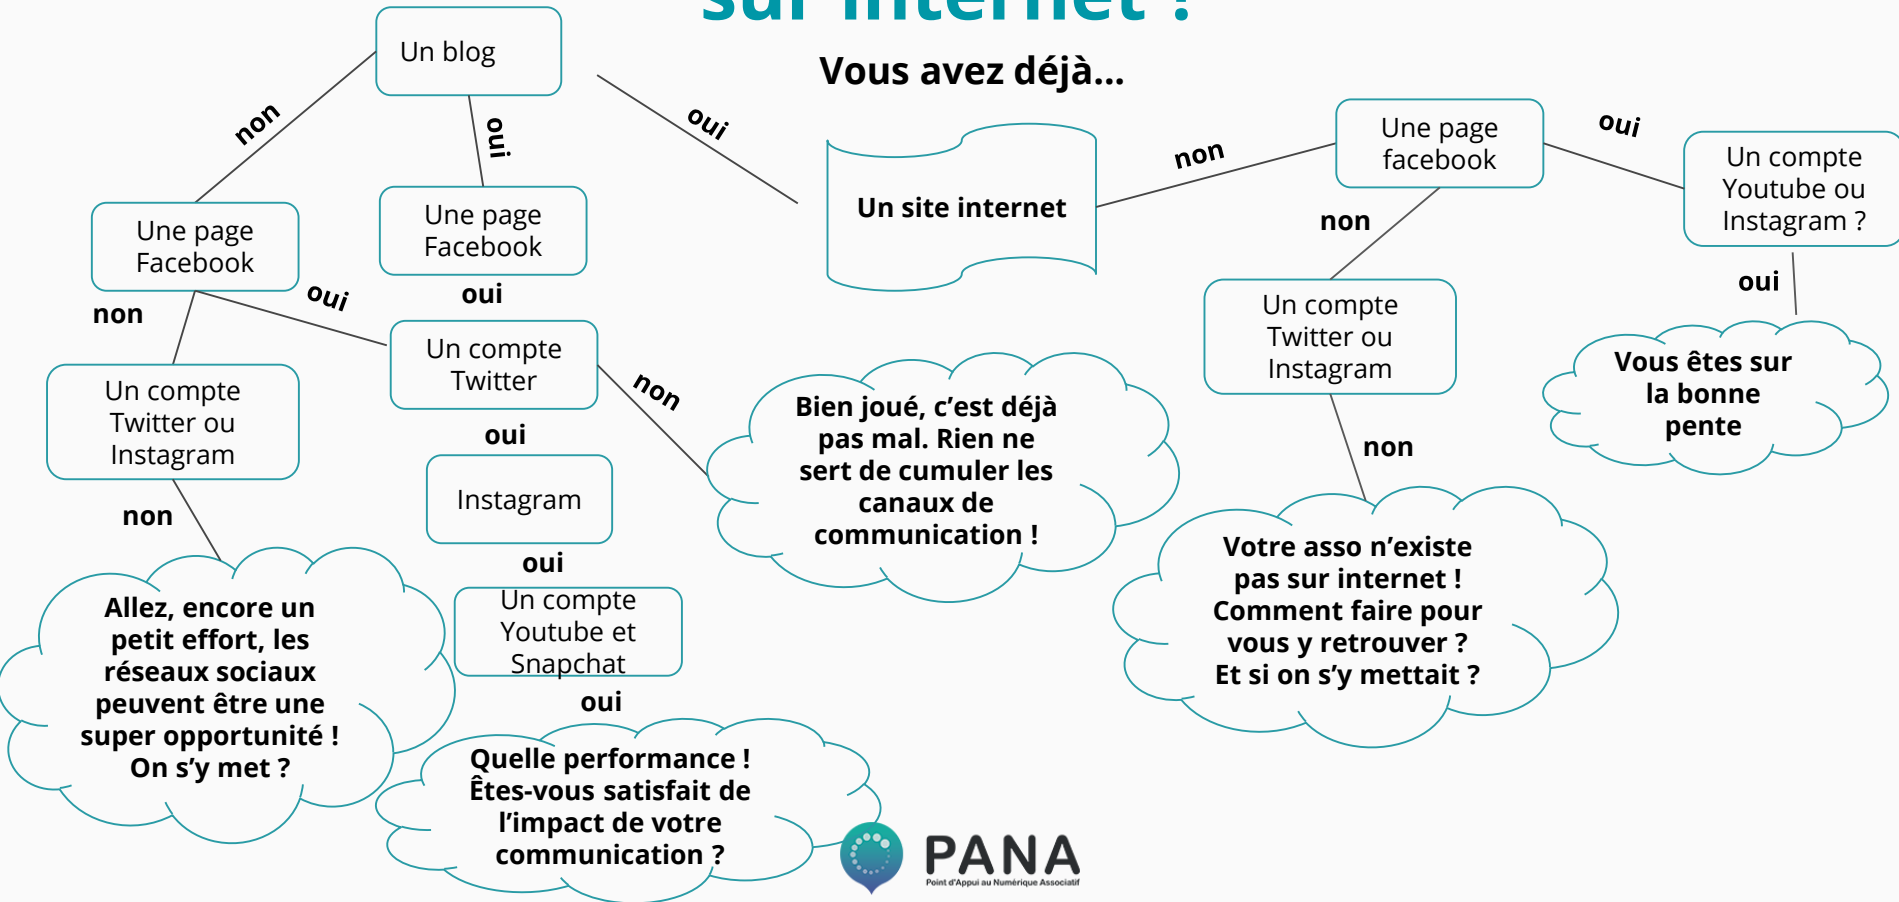 sur internet ?
Vous avez déjà...
Un blog
non
oui
oui
Un site internet
non
Une page
facebook
oui
Un compte
Youtube ou
Instagram ?
Une page
Facebook
Une page
Facebook
non
oui
oui
non
oui
Un compte
Twitter ou
Instagram
Un compte
Twitter
non
Un compte
Twitter ou
Instagram
Vous êtes sur
la bonne
pente
oui
Bien joué, c’est déjà
pas mal. Rien ne
sert de cumuler les
canaux de
communication !
non
Instagram
non
oui
Un compte
Youtube et
Snapchat
Votre asso n’existe
pas sur internet !
Comment faire pour
vous y retrouver ?
Et si on s’y mettait ?
Allez, encore un
petit effort, les
réseaux sociaux
peuvent être une
super opportunité !
On s’y met ?
oui
Quelle performance !
Êtes-vous satisfait de
l’impact de votre
communication ?
PANA
Point d'Appui au Numérique Associatif